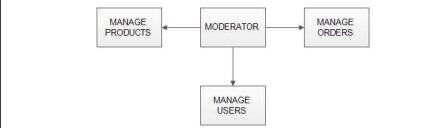 MANAGE
PRODUCTS
MODERATOR
MANAGE
ORDERS
MANAGE
USERS